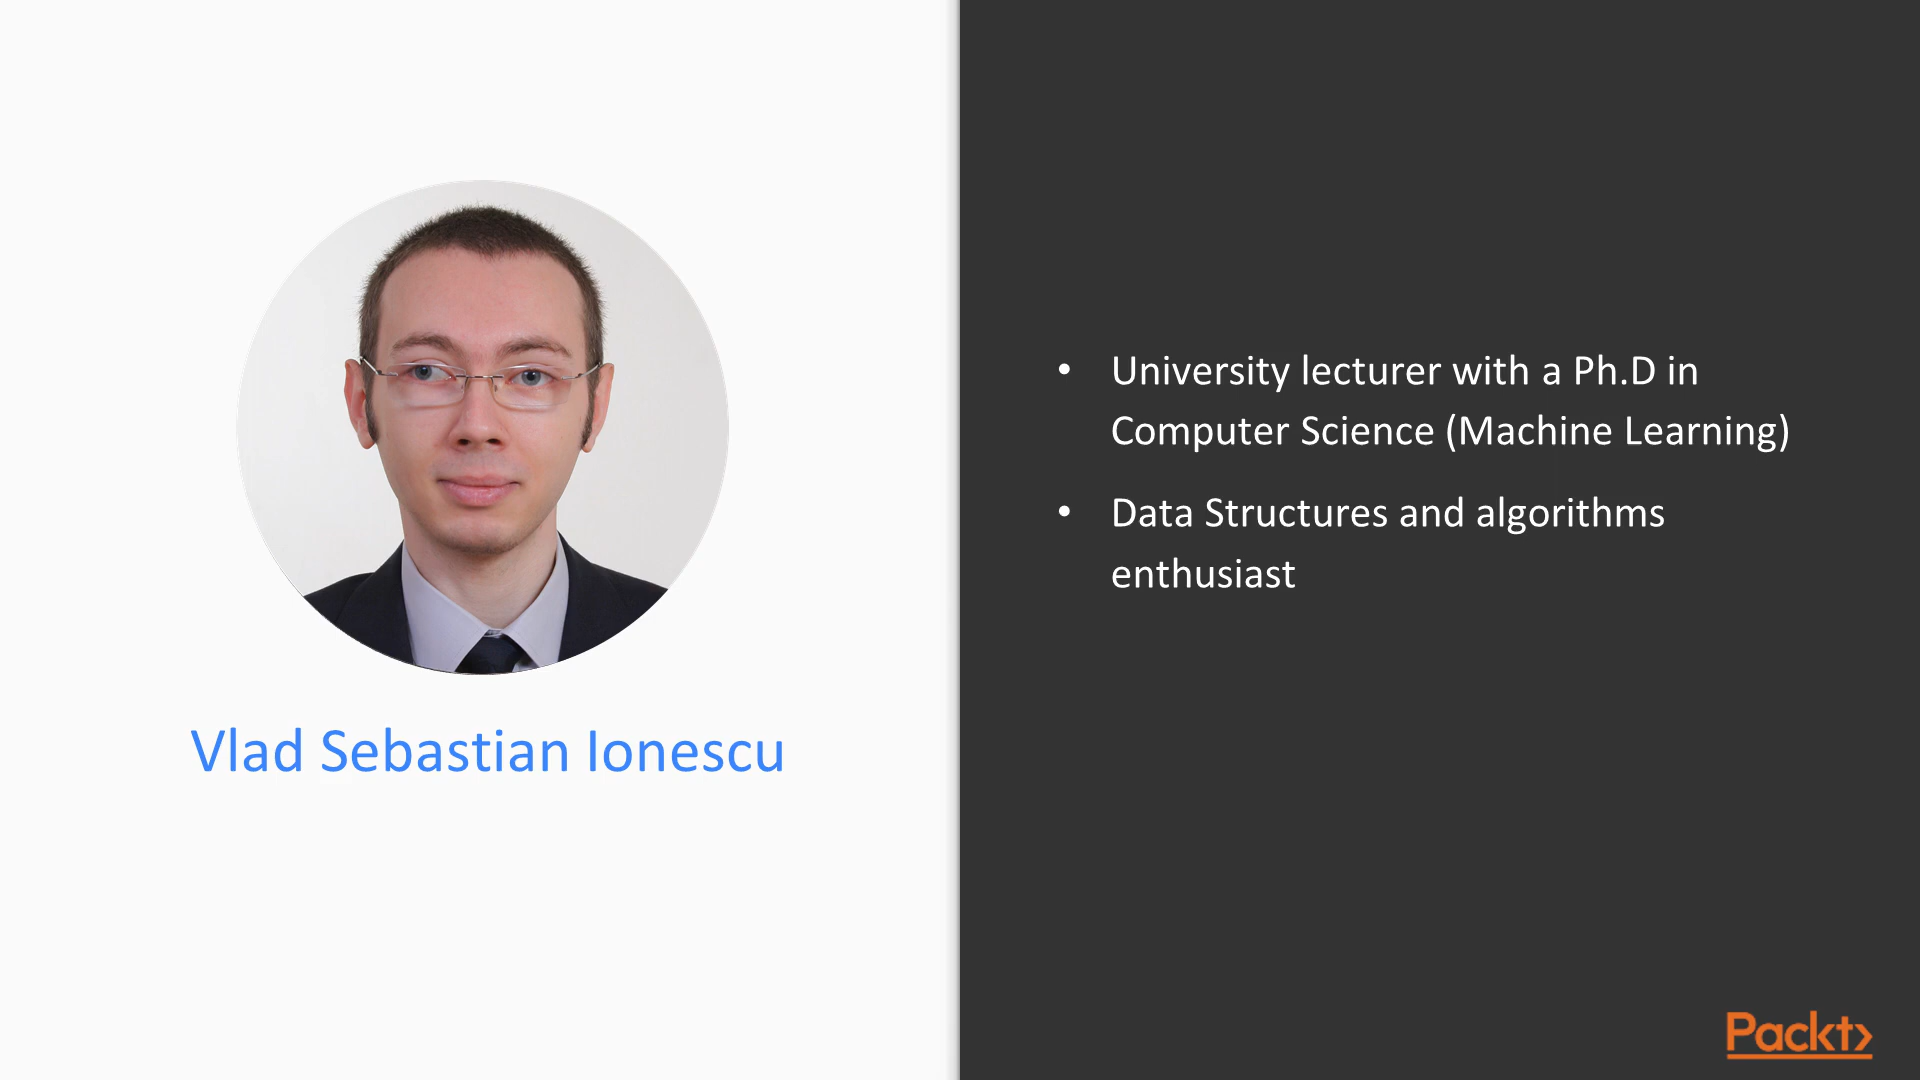 Vlad Sebastian Ionescu
• University lecturer with a Ph.D in
Computer Science (Machine Learning)
• Data Structures and algorithms
enthusiast
Packt>